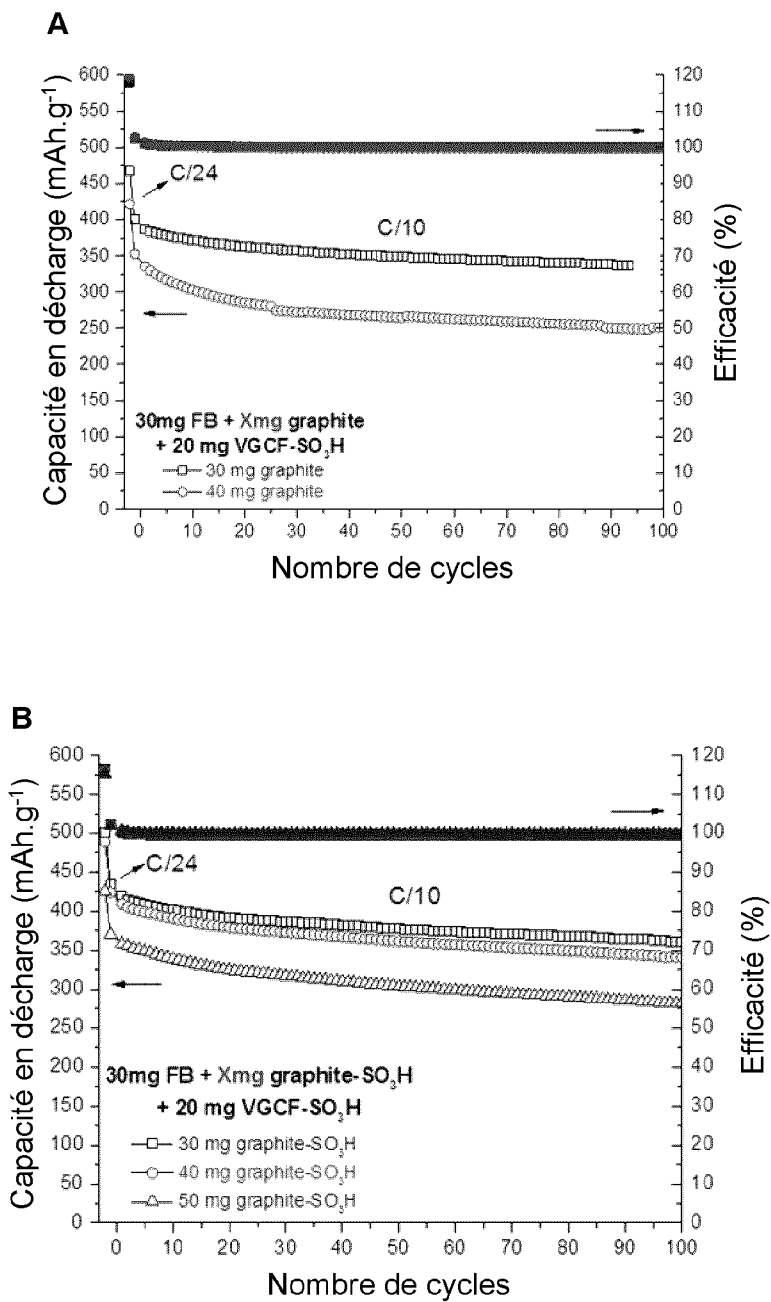 A
Capacité en décharge (mAh.g⁻¹)
600
550
500
450
400
350
300
250
200
150
100
50
0
C/24
C/10
30mg FB + Xmg graphite
+ 20 mg VGCF-SO₃H
30 mg graphite
40 mg graphite
120
110
100
90
80
70
60
50
40
30
20
10
0
Efficacité (%)
0 10 20 30 40 50 60 70 80 90 100
Nombre de cycles
B
Capacité en décharge (mAh.g⁻¹)
600
550
500
450
400
350
300
250
200
150
100
50
0
C/24
C/10
30mg FB + Xmg graphite-SO₃H
+ 20 mg VGCF-SO₃H
30 mg graphite-SO₃H
40 mg graphite-SO₃H
50 mg graphite-SO₃H
120
110
100
90
80
70
60
50
40
30
20
10
0
Efficacité (%)
0 10 20 30 40 50 60 70 80 90 100
Nombre de cycles